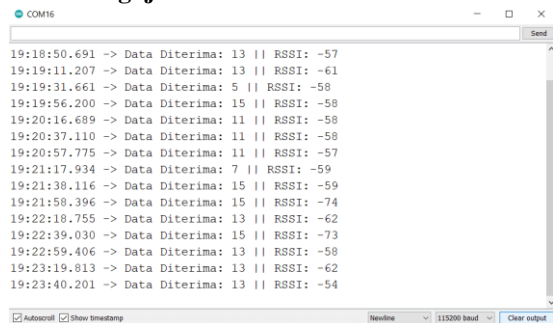 COM16
Send
19:18:50.691 -> Data Diterima: 13 || RSSI: -57
19:19:11.207 -> Data Diterima: 13 || RSSI: -61
19:19:31.661 -> Data Diterima: 5 || RSSI: -58
19:19:56.200 -> Data Diterima: 15 || RSSI: -58
19:20:16.689 -> Data Diterima: 11 || RSSI: -58
19:20:37.110 -> Data Diterima: 11 || RSSI: -58
19:20:57.775 -> Data Diterima: 11 || RSSI: -57
19:21:17.934 -> Data Diterima: 7 || RSSI: -59
19:21:38.116 -> Data Diterima: 15 || RSSI: -59
19:21:58.396 -> Data Diterima: 15 || RSSI: -74
19:22:18.755 -> Data Diterima: 13 || RSSI: -62
19:22:39.030 -> Data Diterima: 15 || RSSI: -73
19:22:59.406 -> Data Diterima: 13 || RSSI: -58
19:23:19.813 -> Data Diterima: 13 || RSSI: -62
19:23:40.201 -> Data Diterima: 13 || RSSI: -54
Autoscroll Show timestamp Newline 115200 baud Clear output